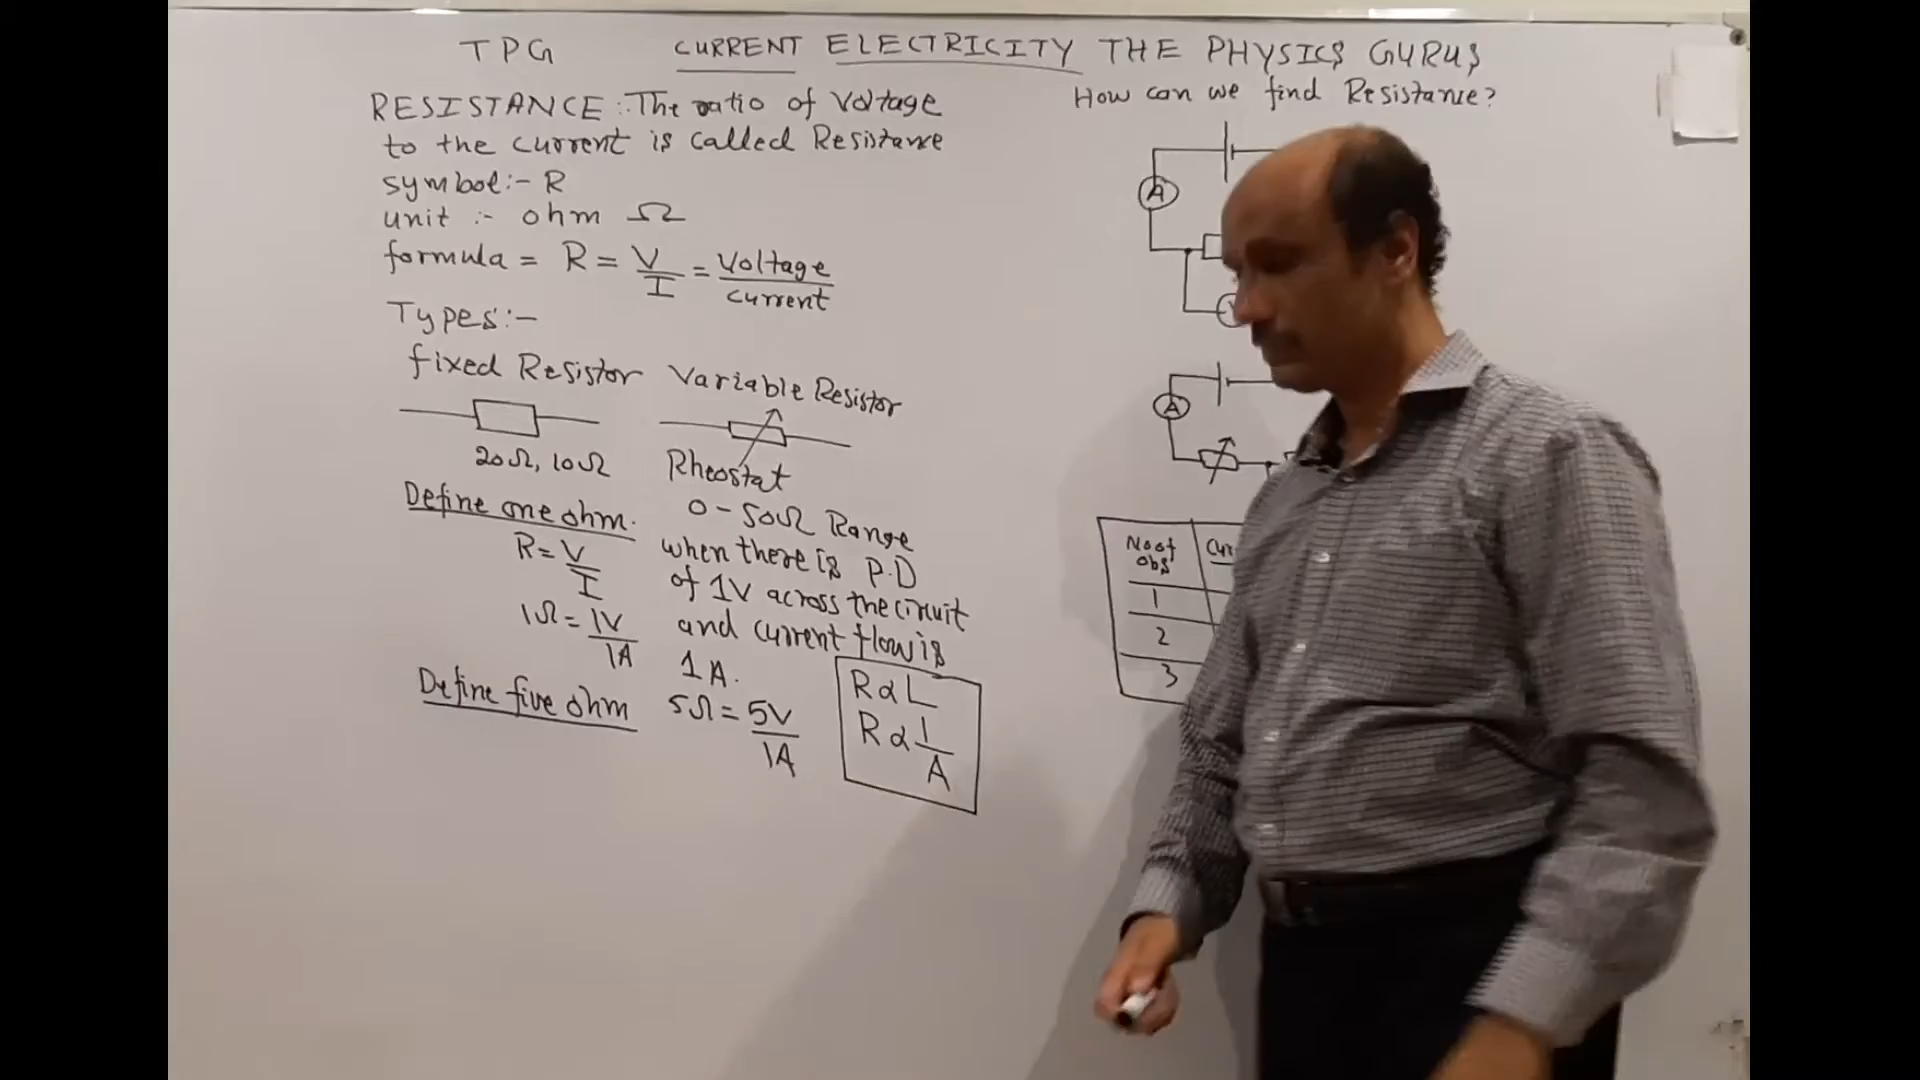 TPG CURRENT ELECTRICITY THE PHYSICS GURUS
RESISTANCE:- The ratio of Voltage
to the current is called Resistance
symbol:- R
unit :- ohm Ω
formula = R = V/I = Voltage/current
Types:-
fixed Resistor Variable Resistor
20Ω, 10Ω Rheostat
0-50Ω Range
Define one ohm.
R = V/I
1Ω = 1V/1A
when there is P.D
of 1V across the circuit
and current flow is
1A.
Define five ohm 5Ω = 5V/1A
R α L
R α 1/A
How can we find Resistance?
A
A
No of
obs
1
2
3